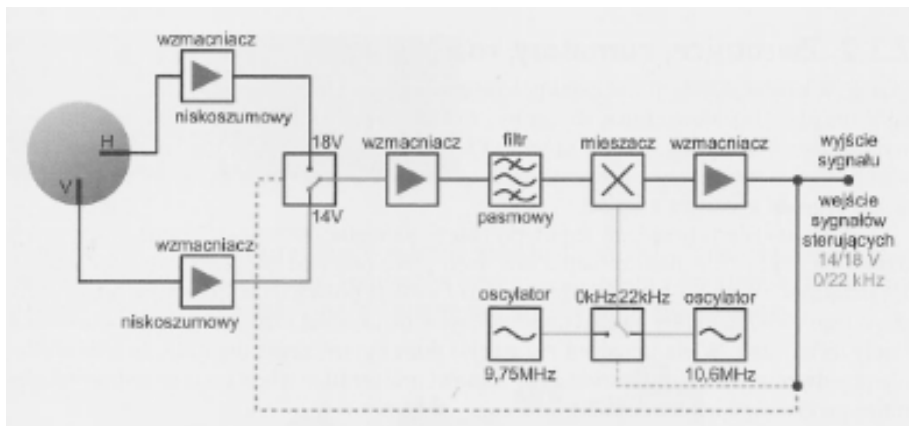 wzmacniacz
niskoszumowy
H
V
18V
14V
wzmacniacz
niskoszumowy
wzmacniacz
filtr
pasmowy
mieszacz
wzmacniacz
wyjście
sygnału
wejście
sygnałów
sterujących
14/18 V
0/22 kHz
oscylator
9,75MHz
0kHz 22kHz
oscylator
10,6MHz